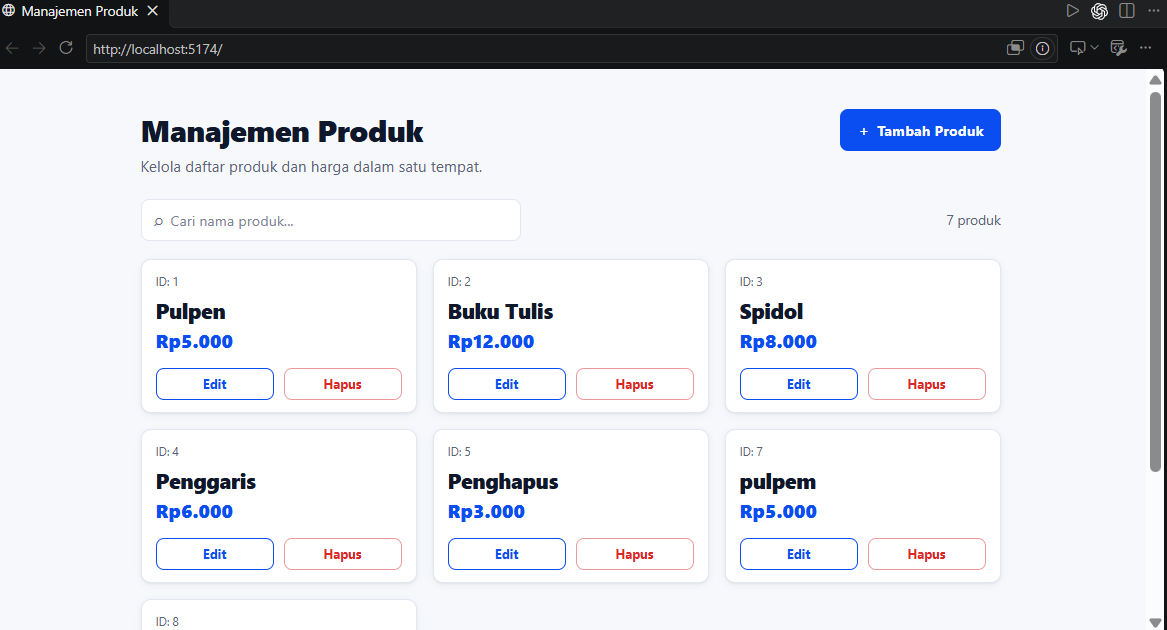 Manajemen Produk
http://localhost:5174/
Manajemen Produk
+ Tambah Produk
Kelola daftar produk dan harga dalam satu tempat.
Cari nama produk...
7 produk
ID: 1
Pulpen
Rp5.000
Edit
Hapus
ID: 2
Buku Tulis
Rp12.000
Edit
Hapus
ID: 3
Spidol
Rp8.000
Edit
Hapus
ID: 4
Penggaris
Rp6.000
Edit
Hapus
ID: 5
Penghapus
Rp3.000
Edit
Hapus
ID: 7
pulpem
Rp5.000
Edit
Hapus
ID: 8